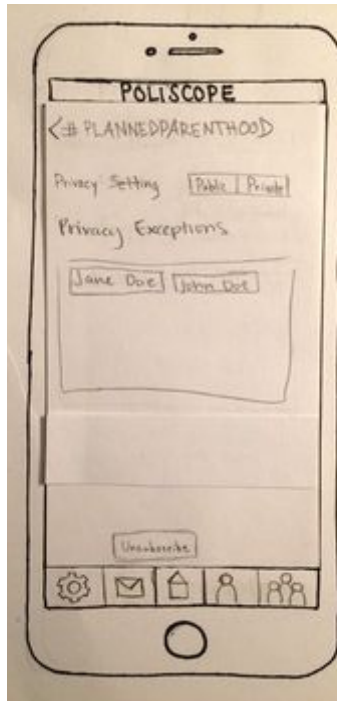 POLISCOPE
<# PLANNEDPARENTHOOD
Privacy Setting Public Private
Privacy Exceptions
Jane Doe John Doe
Unsubscribe